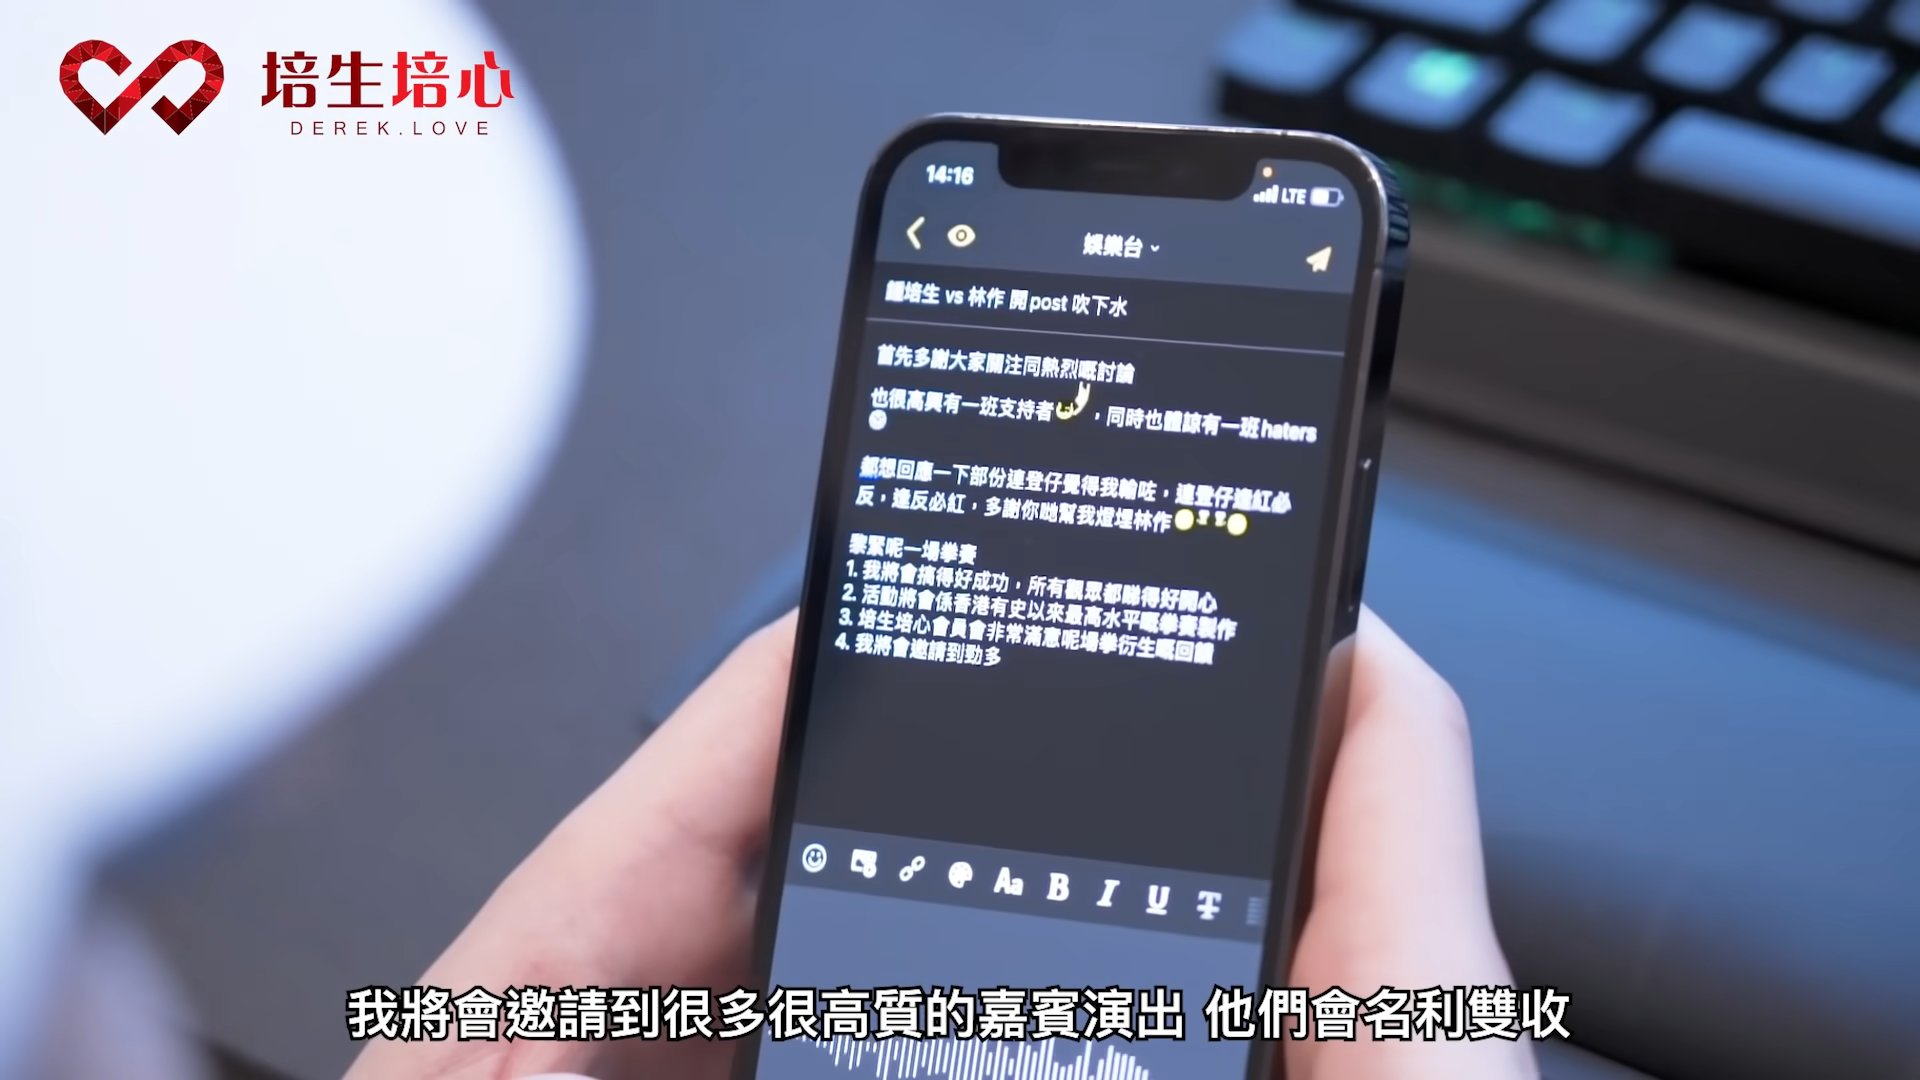 培生培心
DEREK.LOVE
14:16
LTE
娛樂台
鍾培生 vs 林作 開post 吹下水
首先多謝大家關注同熱烈嘅討論
也很高興有一班支持者，同時也體諒有一班haters
都想回應一下部份連登仔覺得我輸咗，連登仔逢紅必
反，逢反必紅，多謝你哋幫我燈埋林作
黎緊呢一場拳賽
1. 我將會搞得好成功，所有觀眾都睇得好開心
2. 活動將會係香港有史以來最高水平嘅拳賽製作
3. 培生培心會員會非常滿意呢場拳衍生嘅回饋
4. 我將會邀請到勁多
Aa B I U T
我將會邀請到很多很高質的嘉賓演出 他們會名利雙收